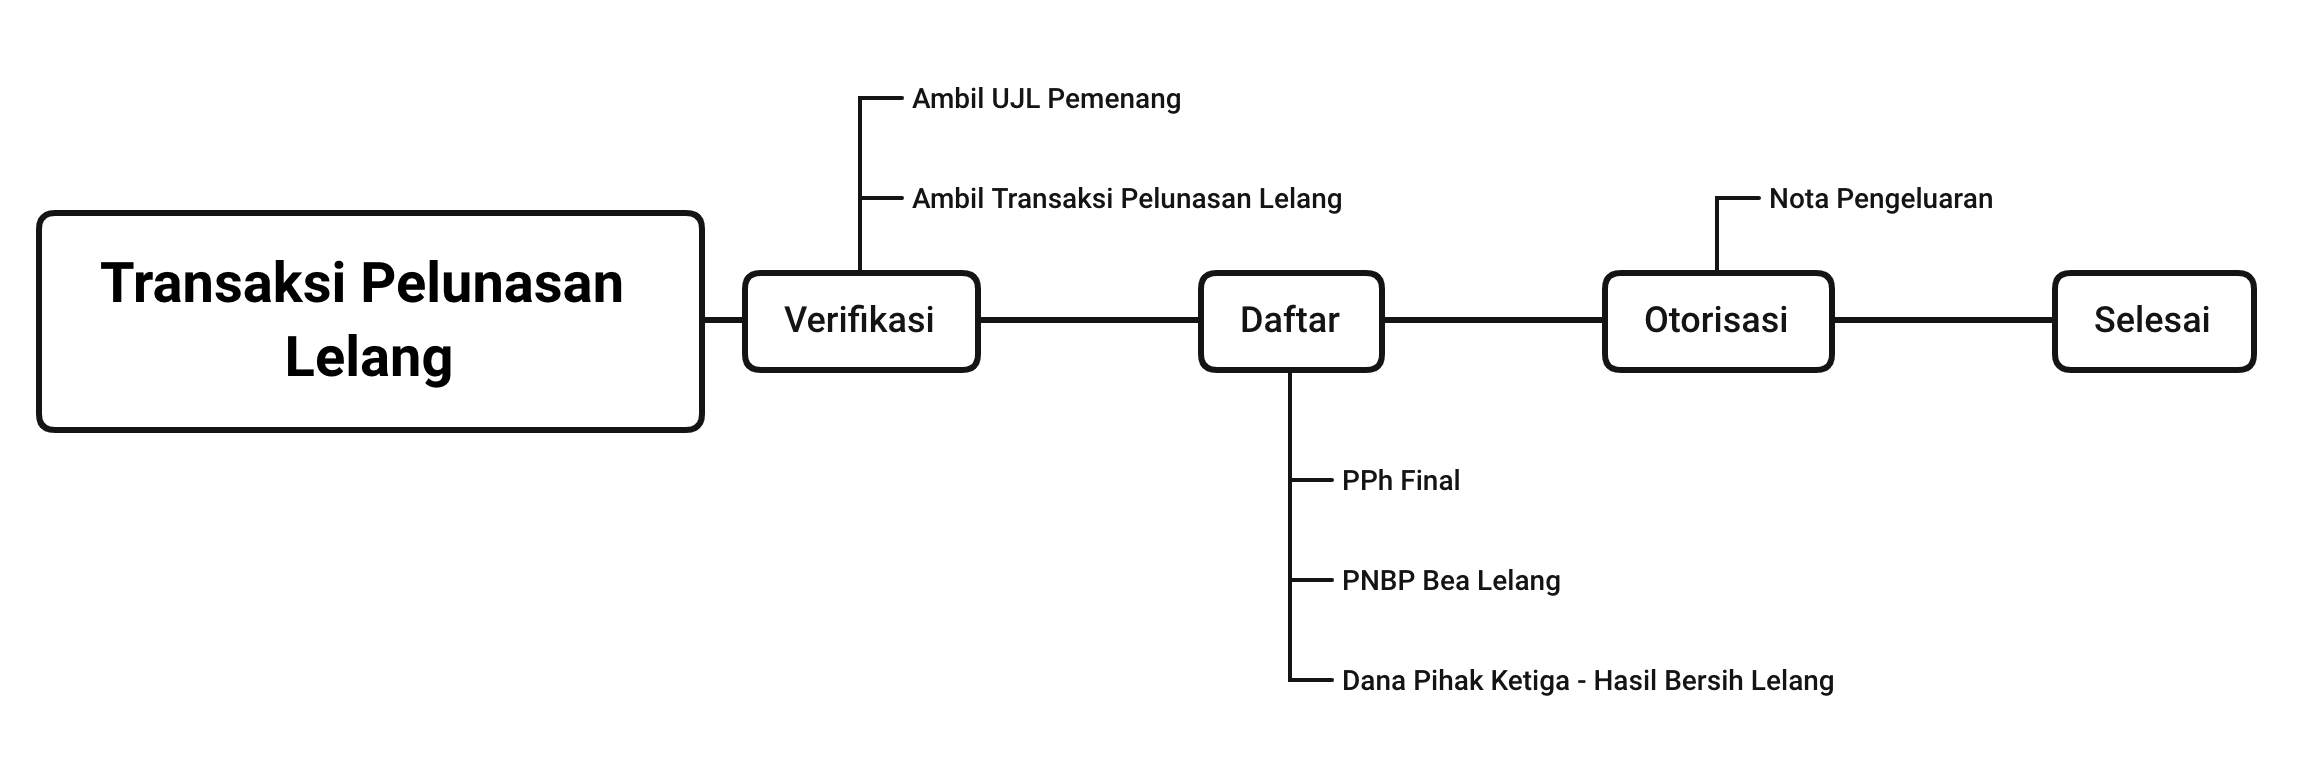 Ambil UJL Pemenang
Ambil Transaksi Pelunasan Lelang
Nota Pengeluaran
Transaksi Pelunasan
Lelang
Verifikasi
Daftar
Otorisasi
Selesai
PPh Final
PNBP Bea Lelang
Dana Pihak Ketiga - Hasil Bersih Lelang